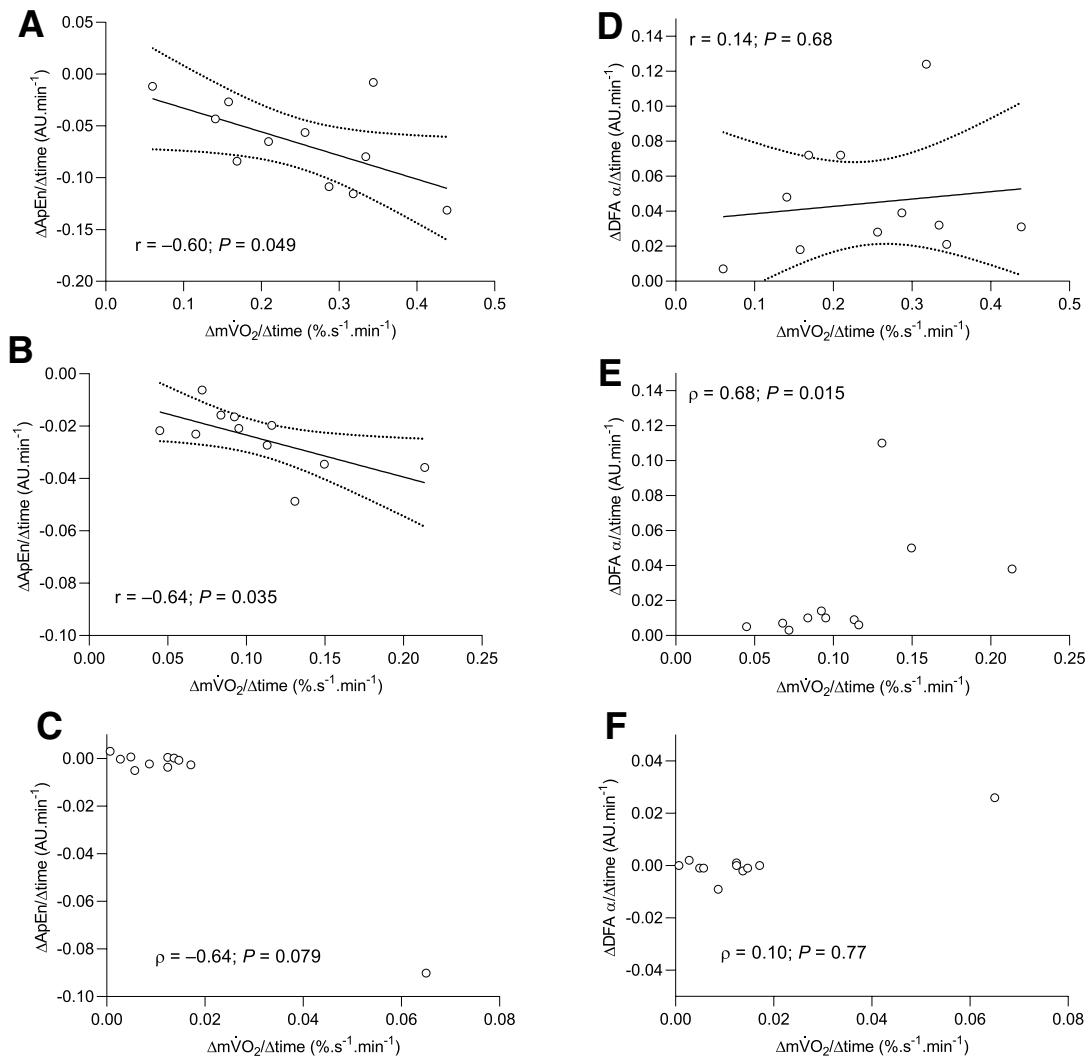 A
0.05
0.00
-0.05
-0.10
-0.15
-0.20
ΔApEn/Δtime (AU.min⁻¹)
r = –0.60; P = 0.049
0.0 0.1 0.2 0.3 0.4 0.5
ΔmV̇O₂/Δtime (%.s⁻¹.min⁻¹)
D
0.14
0.12
0.10
0.08
0.06
0.04
0.02
0.00
ΔDFA α/Δtime (AU.min⁻¹)
r = 0.14; P = 0.68
0.0 0.1 0.2 0.3 0.4 0.5
ΔmV̇O₂/Δtime (%.s⁻¹.min⁻¹)
B
0.00
-0.02
-0.04
-0.06
-0.08
-0.10
ΔApEn/Δtime (AU.min⁻¹)
r = –0.64; P = 0.035
0.00 0.05 0.10 0.15 0.20 0.25
ΔmV̇O₂/Δtime (%.s⁻¹.min⁻¹)
E
0.14
0.12
0.10
0.08
0.06
0.04
0.02
0.00
ΔDFA α/Δtime (AU.min⁻¹)
ρ = 0.68; P = 0.015
0.00 0.05 0.10 0.15 0.20 0.25
ΔmV̇O₂/Δtime (%.s⁻¹.min⁻¹)
C
0.00
-0.02
-0.04
-0.06
-0.08
-0.10
ΔApEn/Δtime (AU.min⁻¹)
ρ = –0.64; P = 0.079
0.00 0.02 0.04 0.06 0.08
ΔmV̇O₂/Δtime (%.s⁻¹.min⁻¹)
F
0.04
0.02
0.00
-0.02
-0.04
ΔDFA α/Δtime (AU.min⁻¹)
ρ = 0.10; P = 0.77
0.00 0.02 0.04 0.06 0.08
ΔmV̇O₂/Δtime (%.s⁻¹.min⁻¹)